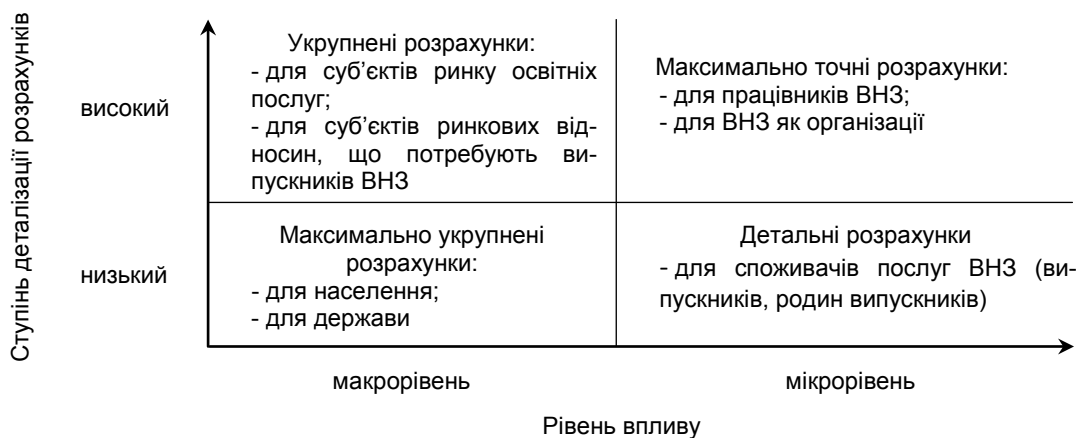 Ступінь деталізації розрахунків
високий
Укрупнені розрахунки:
- для суб’єктів ринку освітніх
послуг;
- для суб’єктів ринкових від-
носин, що потребують ви-
пускників ВНЗ
Максимально точні розрахунки:
- для працівників ВНЗ;
- для ВНЗ як організації
низький
Максимально укрупнені
розрахунки:
- для населення;
- для держави
Детальні розрахунки
- для споживачів послуг ВНЗ (ви-
пускників, родин випускників)
макрорівень
мікрорівень
Рівень впливу